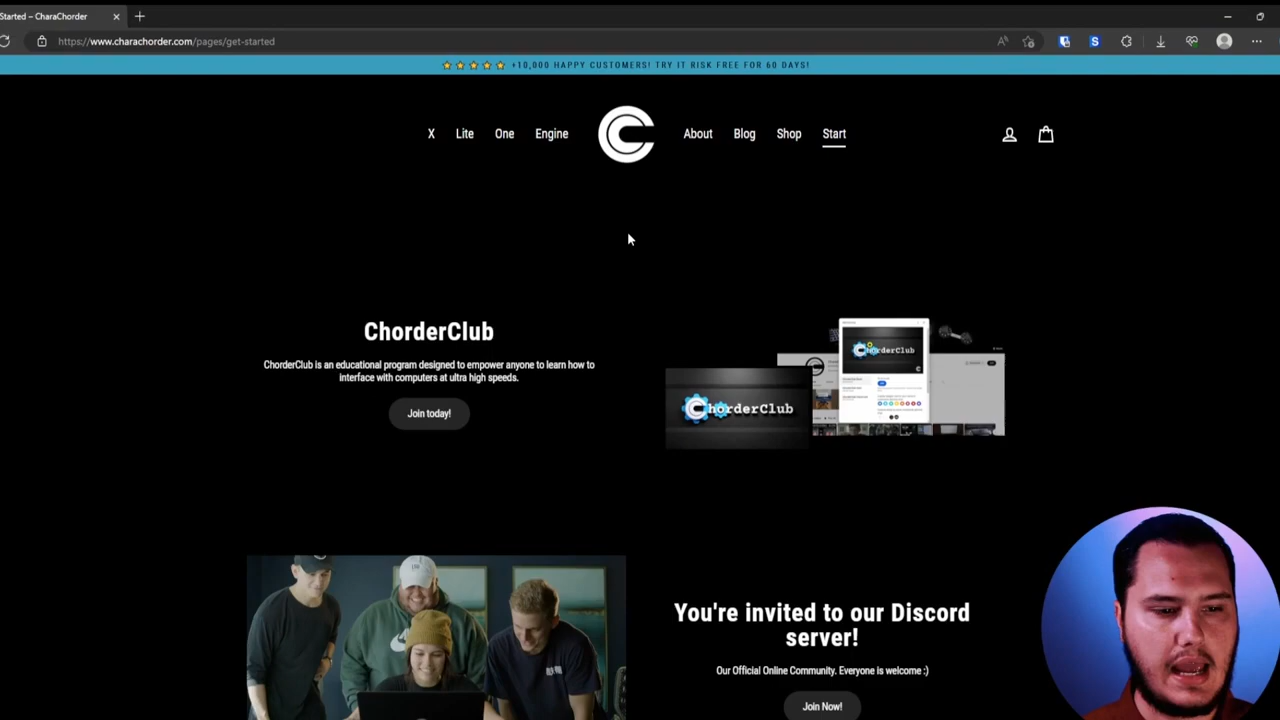 Started – CharaChorder
https://www.charachorder.com/pages/get-started
+10,000 HAPPY CUSTOMERS! TRY IT RISK FREE FOR 60 DAYS!
X Lite One Engine About Blog Shop Start
ChorderClub
ChorderClub is an educational program designed to empower anyone to learn how to
interface with computers at ultra high speeds.
Join today!
ChorderClub
horderClub
You're invited to our Discord
server!
Our Official Online Community. Everyone is welcome :)
Join Now!